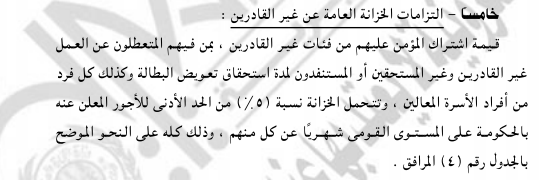 خامسًا – التزامات الخزانة العامة عن غير القادرين :
قيمة اشتراك المؤمن عليهم من فئات غير القادرين ، بمن فيهم المتعطلون عن العمل
غير القادرين وغير المستحقين أو المستنفدون لمدة استحقاق تعويض البطالة وكذلك كل فرد
من أفراد الأسرة المعالين ، وتتحمل الخزانة نسبة (٥٪) من الحد الأدنى للأجور المعلن عنه
بالحكومة على المستوى القومى شهريًا عن كل منهم ، وذلك كله على النحو الموضح
بالجدول رقم (٤) المرافق .